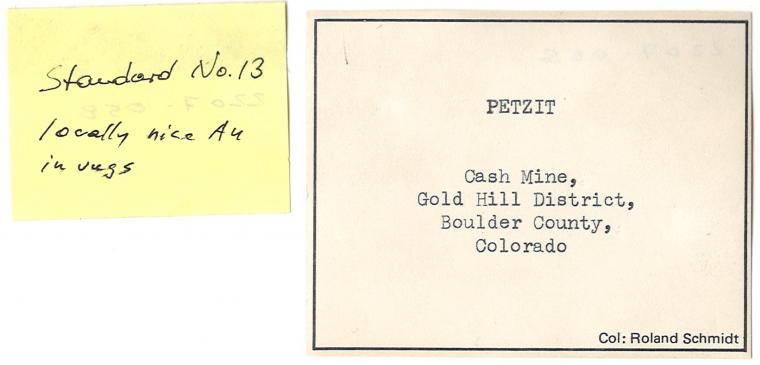 Standard No. 13
locally nice Au
in vugs
PETZIT
Cash Mine,
Gold Hill District,
Boulder County,
Colorado
Col: Roland Schmidt